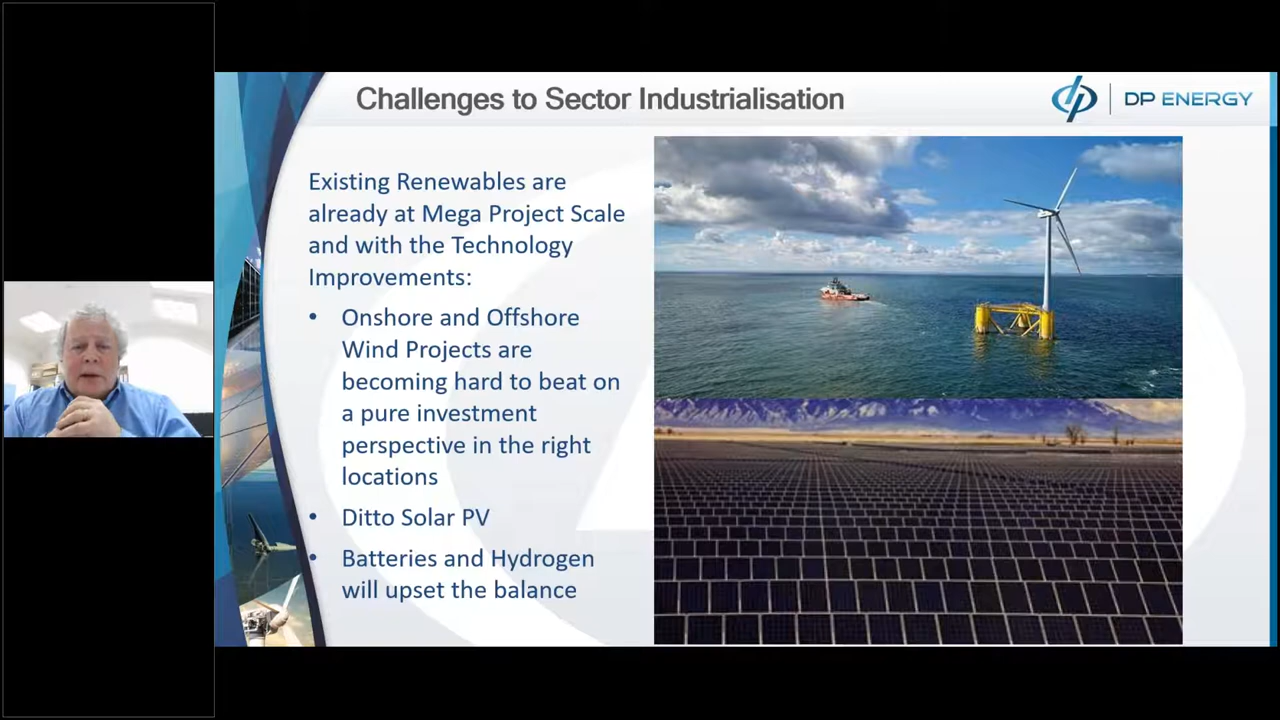 Challenges to Sector Industrialisation
DP ENERGY
Existing Renewables are
already at Mega Project Scale
and with the Technology
Improvements:
• Onshore and Offshore
Wind Projects are
becoming hard to beat on
a pure investment
perspective in the right
locations
• Ditto Solar PV
• Batteries and Hydrogen
will upset the balance